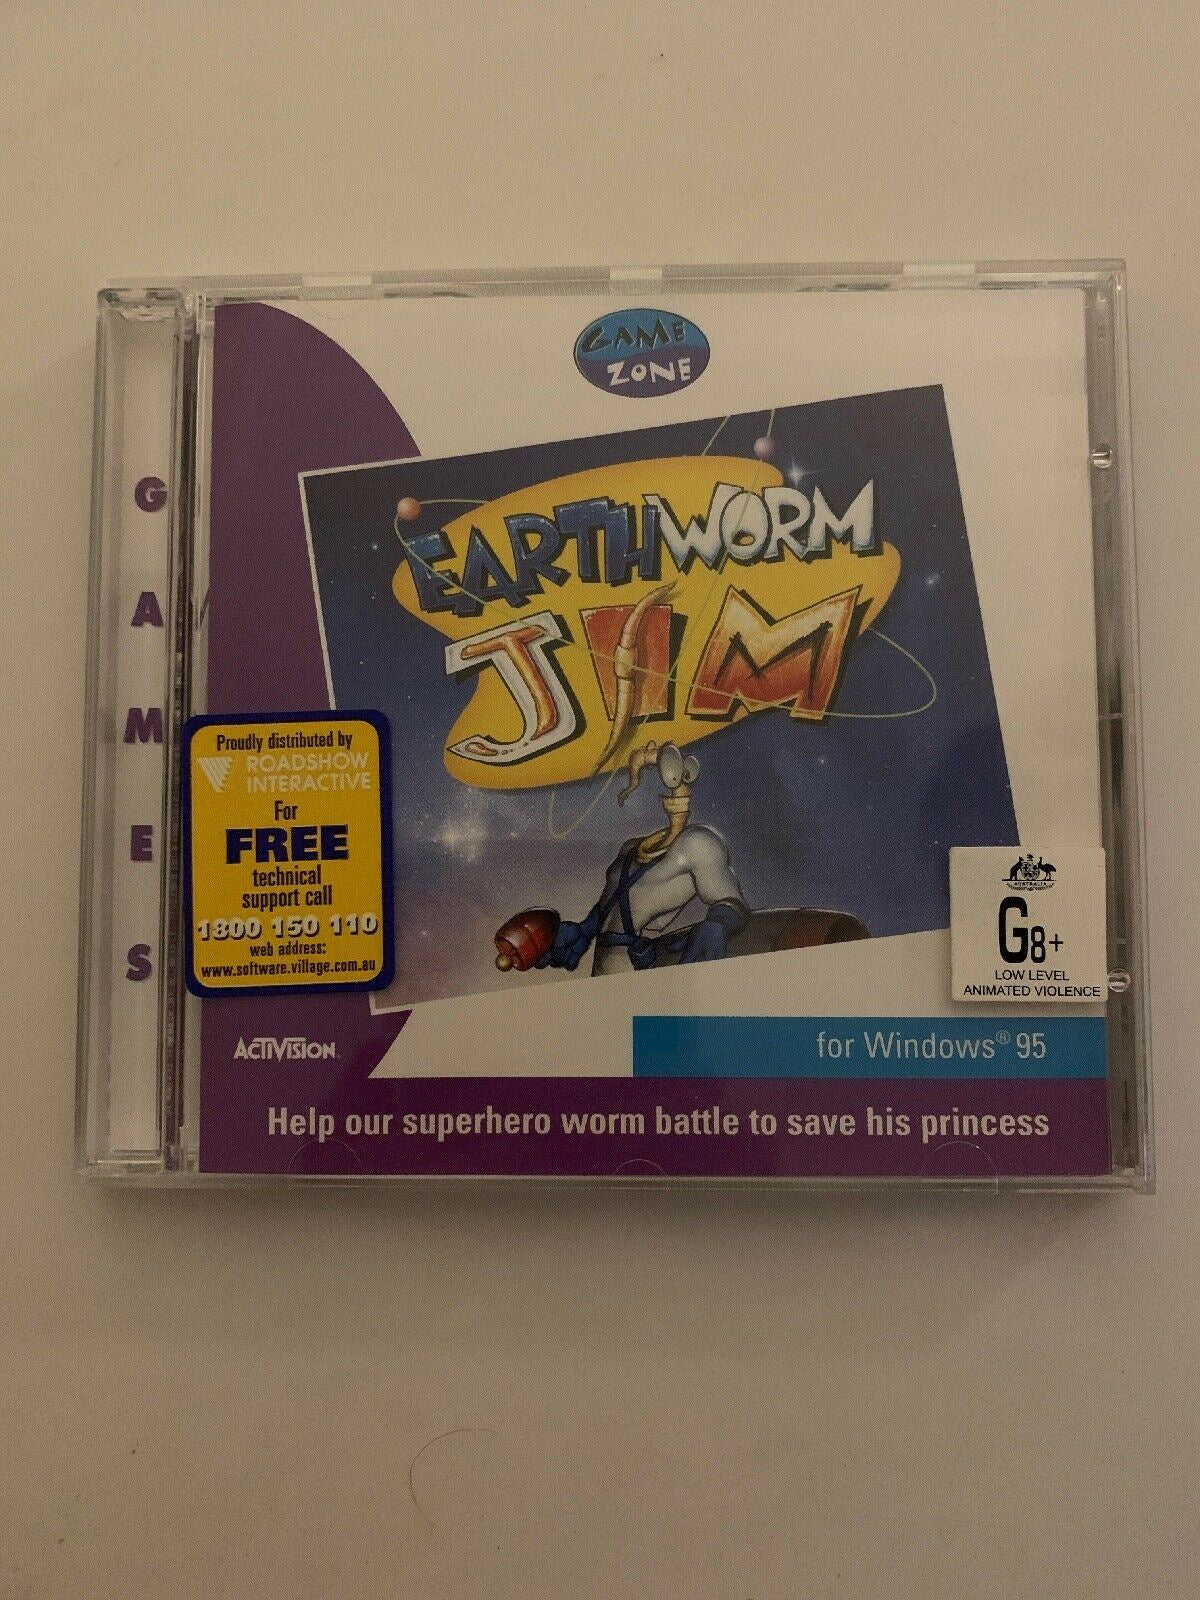 GAME
ZONE
GAMES
EARTHWORM
JIM
Proudly distributed by
ROADSHOW
INTERACTIVE
For
FREE
technical
support call
1800 150 110
web address:
www.software.village.com.au
AUSTRALIA
G8+
LOW LEVEL
ANIMATED VIOLENCE
ACTIVISION
for Windows® 95
Help our superhero worm battle to save his princess